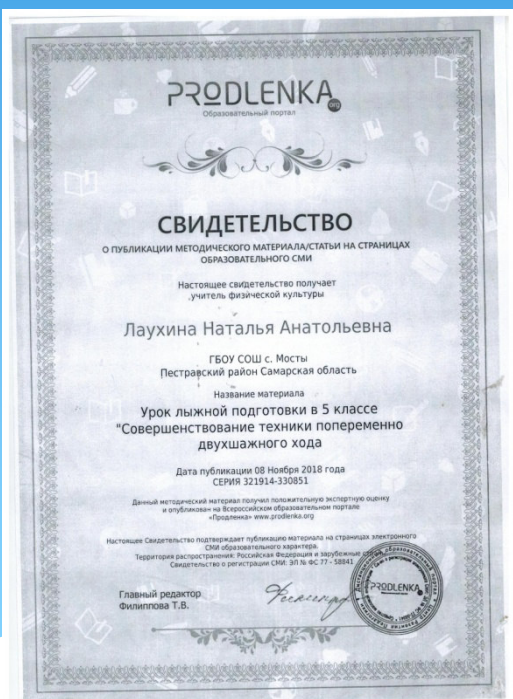 PRODLENKA.org
Образовательный портал
СВИДЕТЕЛЬСТВО
О ПУБЛИКАЦИИ МЕТОДИЧЕСКОГО МАТЕРИАЛА/СТАТЬИ НА СТРАНИЦАХ
ОБРАЗОВАТЕЛЬНОГО СМИ
Настоящее свидетельство получает
,учитель физической культуры
Лаухина Наталья Анатольевна
ГБОУ СОШ с. Мосты
Пестравский район Самарская область
Название материала
Урок лыжной подготовки в 5 классе
"Совершенствование техники попеременно
двухшажного хода
Дата публикации 08 Ноября 2018 года
СЕРИЯ 321914-330851
Данный методический материал получил положительную экспертную оценку
и опубликован на Всероссийском образовательном портале
«Продленка» www.prodlenka.org
Настоящее Свидетельство подтверждает публикацию материала на страницах электронного
СМИ образовательного характера.
Территория распространения: Российская Федерация и зарубежные
Свидетельство о регистрации СМИ: ЭЛ № ФС 77 - 58841
Главный редактор
Филиппова Т.В.
PRODLENKA